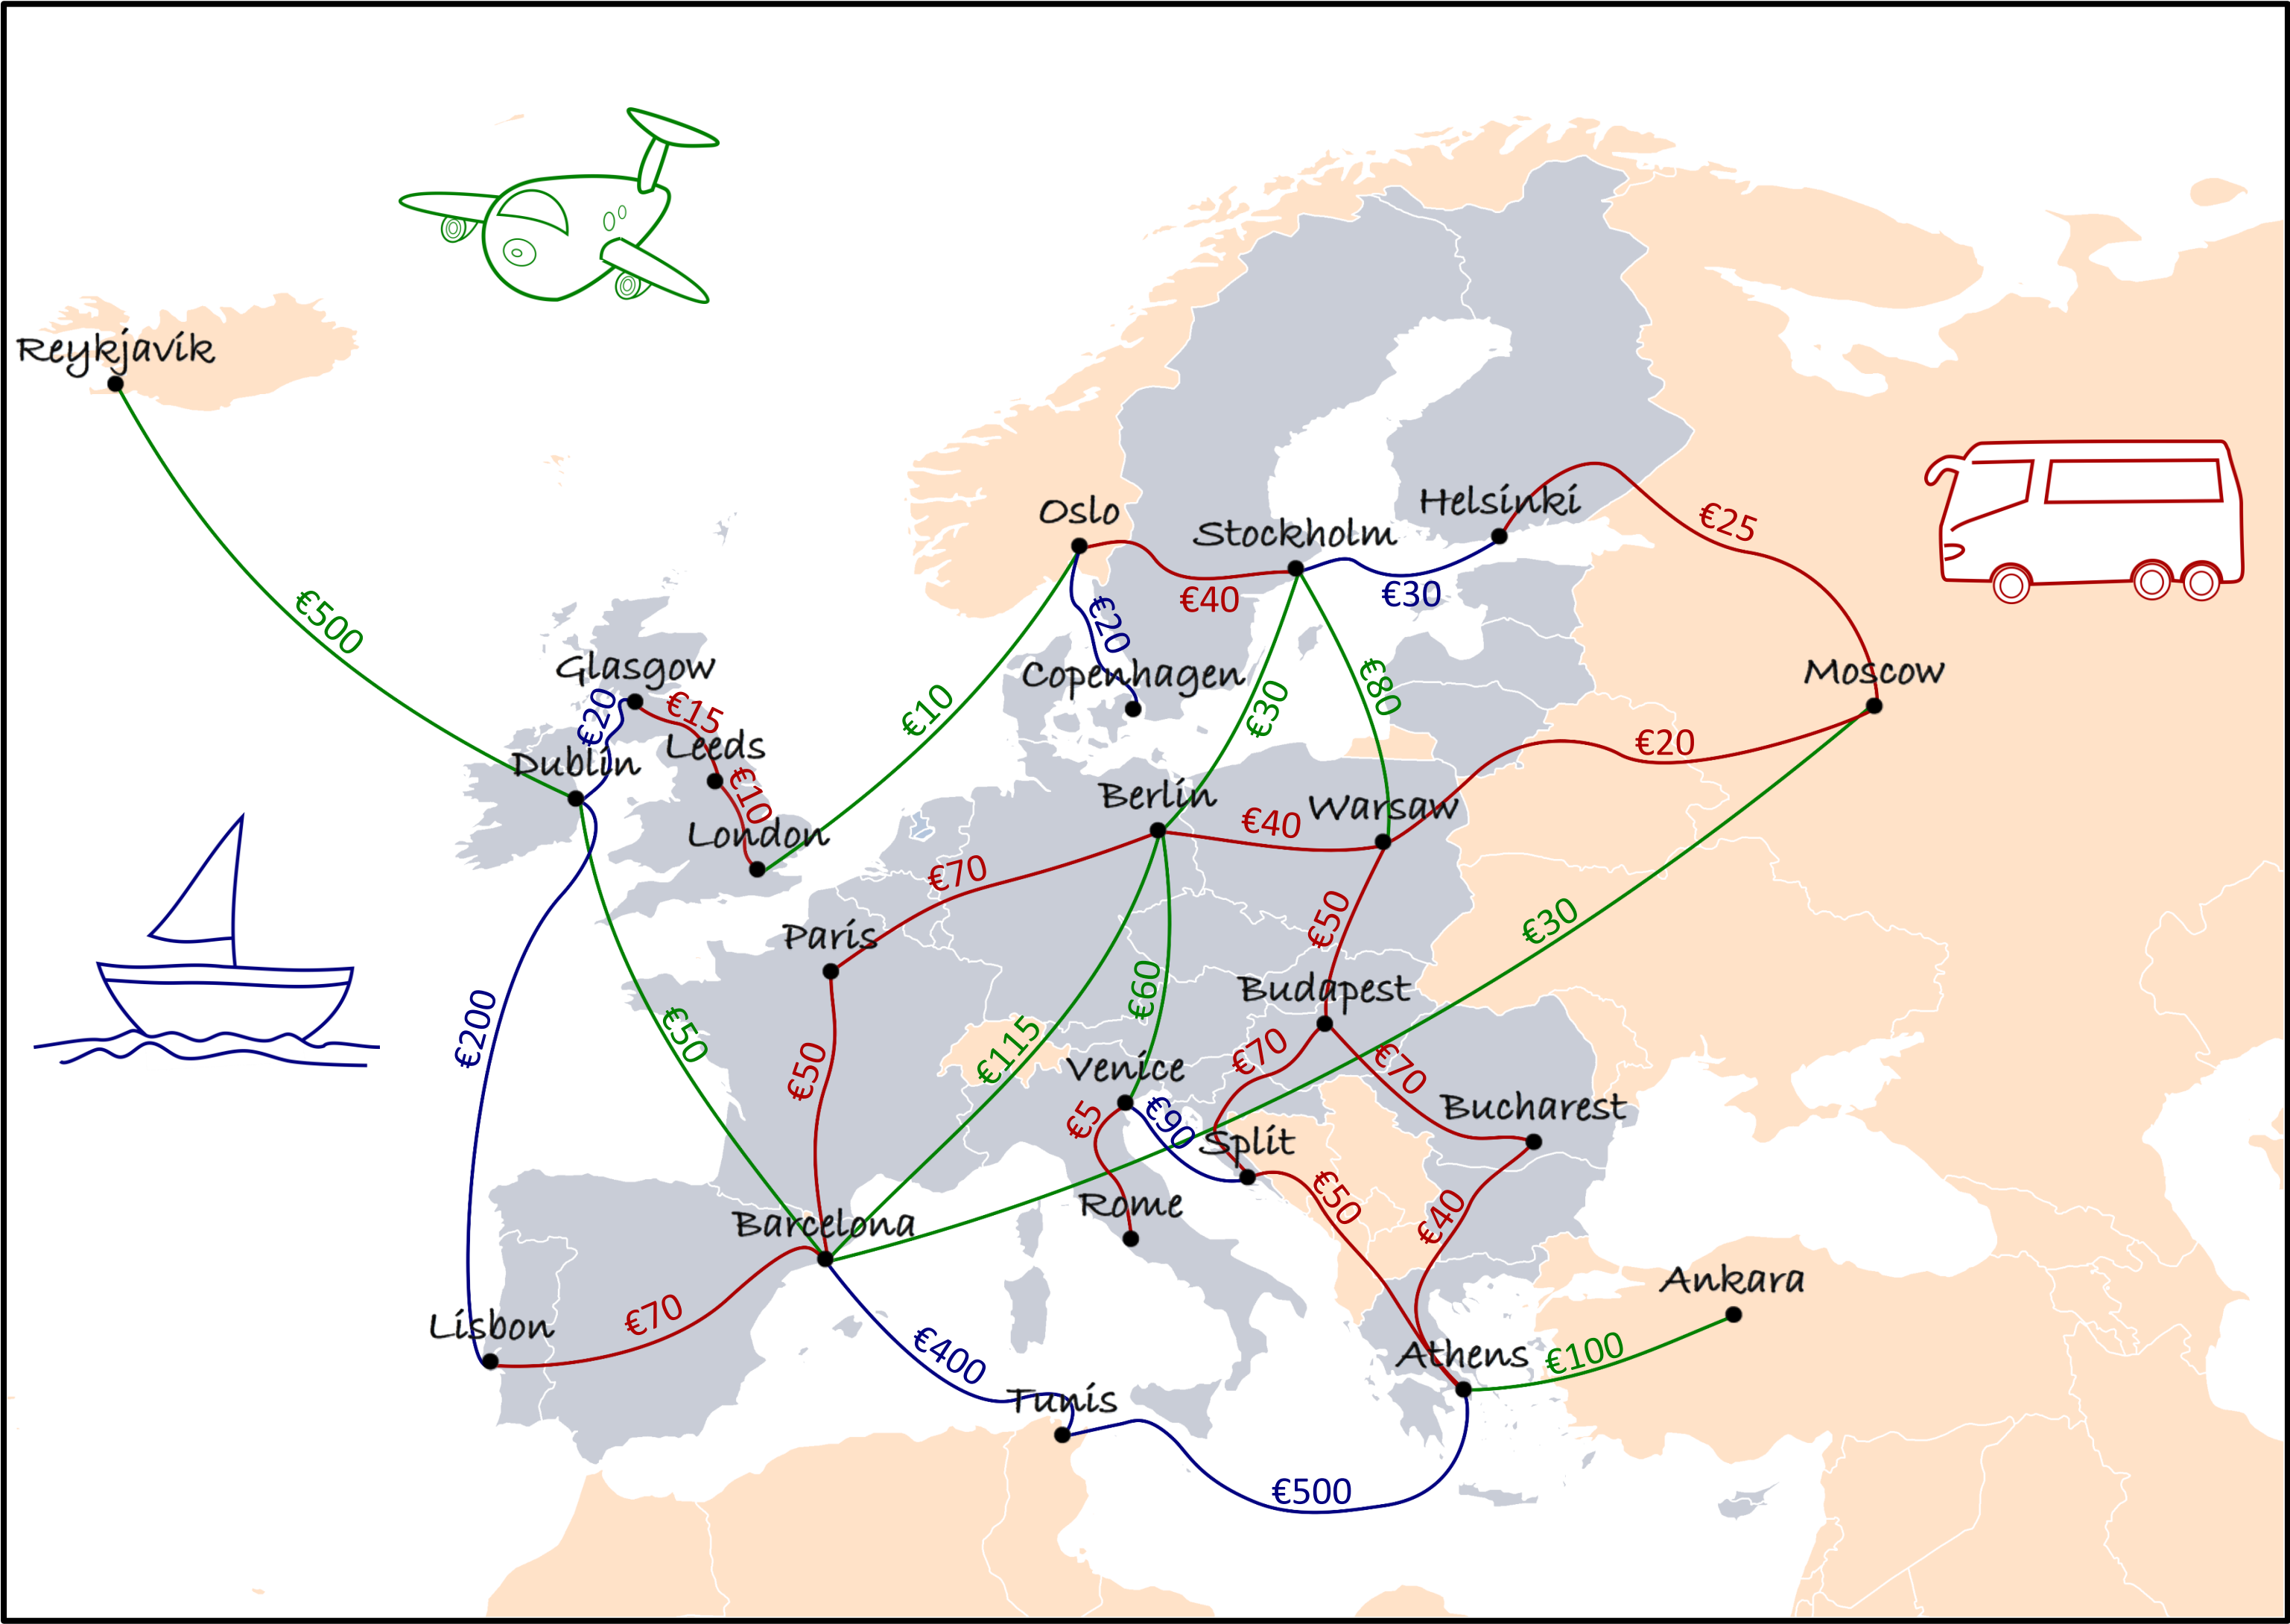 Reykjavík
Oslo
Helsinki
€25
Stockholm
€30
€40
€500
€20
Glasgow
Copenhagen
Moscow
€15
€20
€80
€30
€10
Leeds
€20
Dublin
€10
Berlin
Warsaw
London
€40
€70
€50
€30
Paris
€60
Budapest
€200
€50
€115
€70
€70
€50
Venice
€5
€90
Bucharest
Split
Rome
€50
€40
Barcelona
Ankara
Lisbon
€70
€400
Athens
€100
Tunis
€500